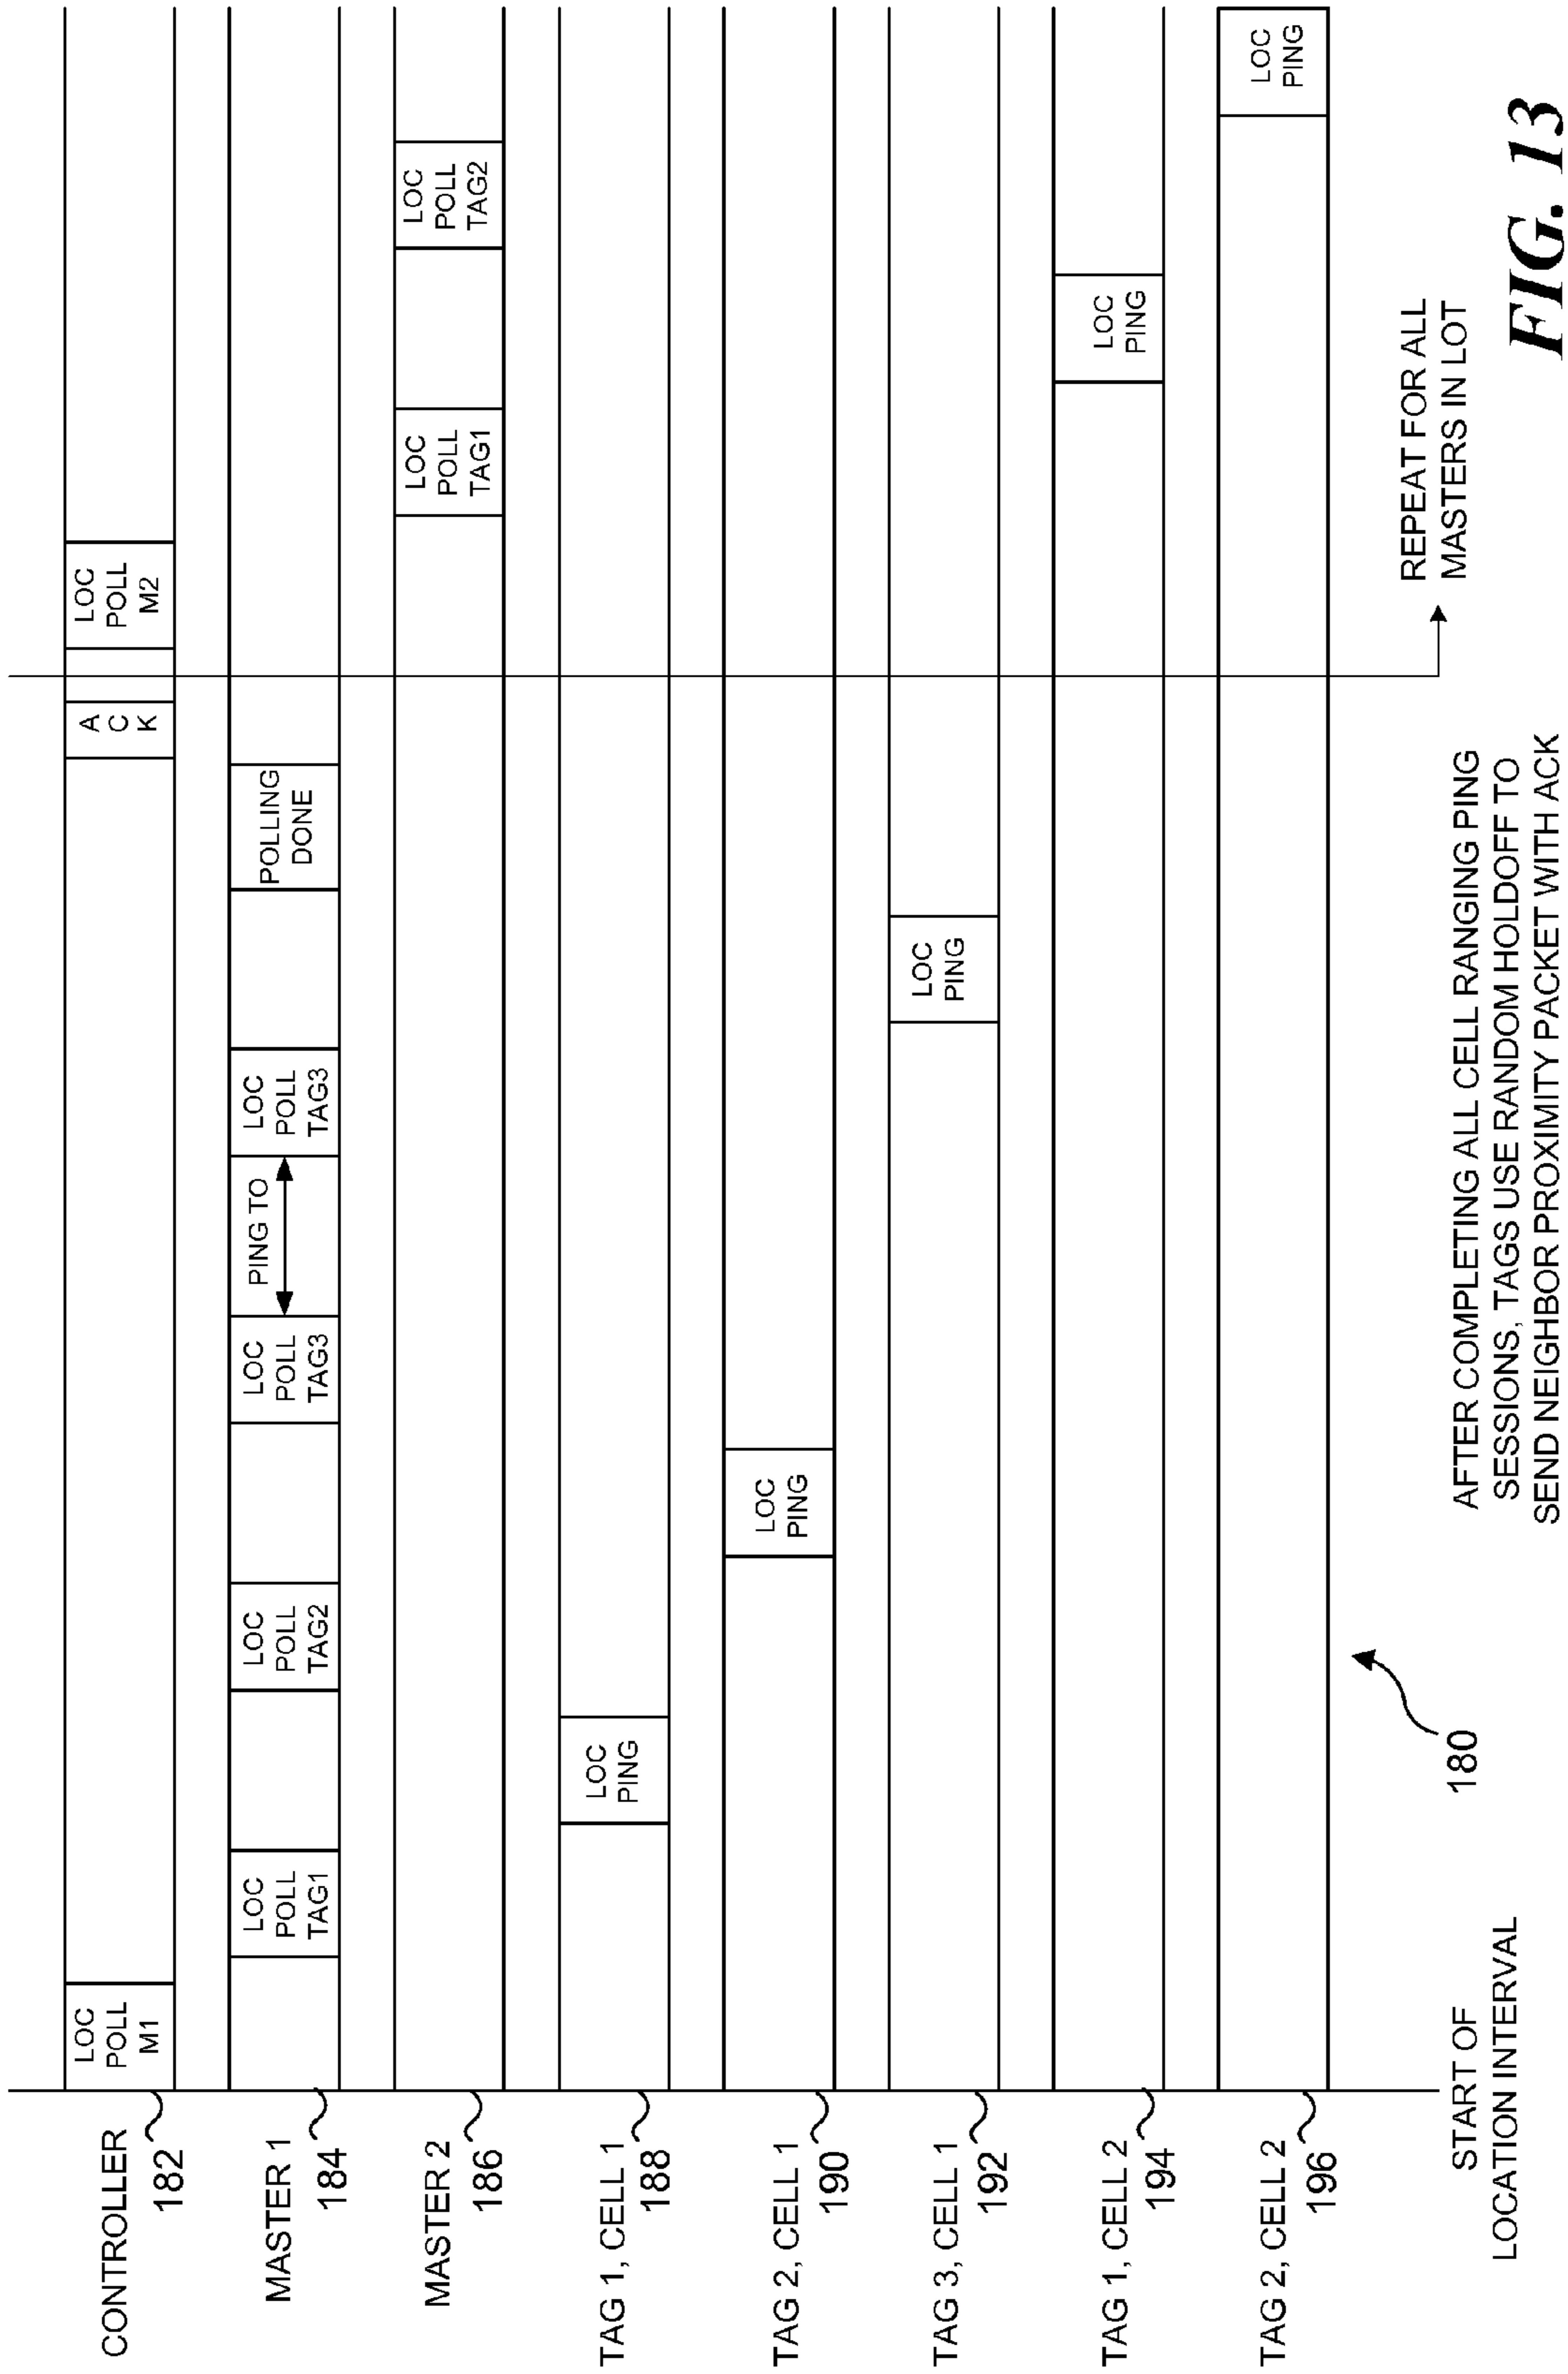 CONTROLLER
182
LOC
POLL
M1
A
C
K
LOC
POLL
M2
MASTER 1
184
LOC
POLL
TAG1
LOC
POLL
TAG2
LOC
POLL
TAG3
PING TO
LOC
POLL
TAG3
POLLING
DONE
MASTER 2
186
LOC
POLL
TAG1
LOC
POLL
TAG2
TAG 1, CELL 1
188
LOC
PING
TAG 2, CELL 1
190
LOC
PING
TAG 3, CELL 1
192
LOC
PING
TAG 1, CELL 2
194
LOC
PING
TAG 2, CELL 2
196
LOC
PING
START OF
LOCATION INTERVAL
180
AFTER COMPLETING ALL CELL RANGING PING
SESSIONS, TAGS USE RANDOM HOLDOFF TO
SEND NEIGHBOR PROXIMITY PACKET WITH ACK
REPEAT FOR ALL
MASTERS IN LOT
FIG. 13